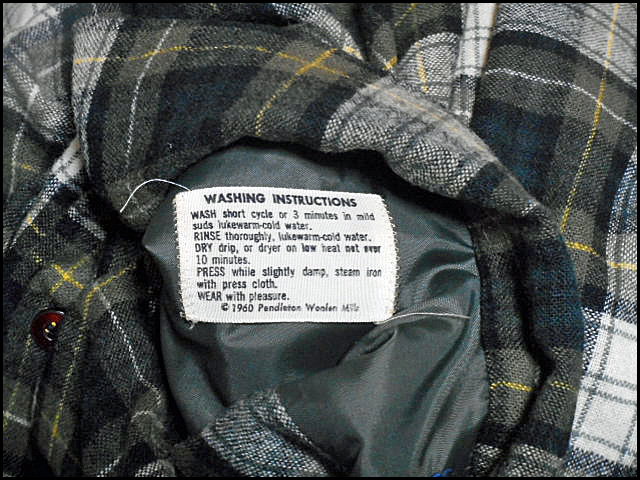 WASHING INSTRUCTIONS
WASH short cycle or 3 minutes in mild
suds lukewarm-cold water.
RINSE thoroughly, lukewarm-cold water.
DRY drip, or dryer on low heat not over
10 minutes.
PRESS while slightly damp, steam iron
with press cloth.
WEAR with pleasure.
© 1960 Pendleton Woolen Mills